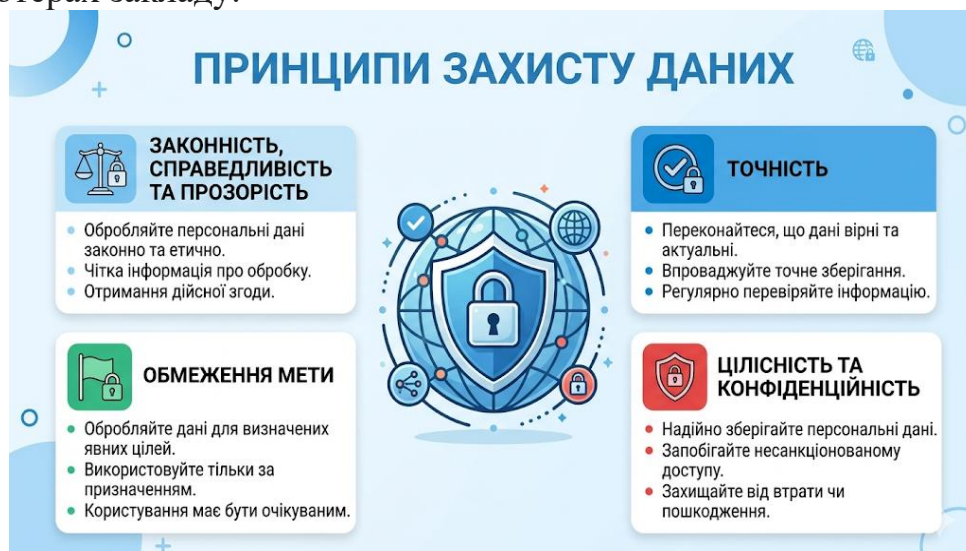 закладу.
ПРИНЦИПИ ЗАХИСТУ ДАНИХ
ЗАКОННІСТЬ,
СПРАВЕДЛИВІСТЬ
ТА ПРОЗОРІСТЬ
Обробляйте персональні дані
законно та етично.
Чітка інформація про обробку.
Отримання дійсної згоди.
ТОЧНІСТЬ
Переконайтеся, що дані вірні та
актуальні.
Впроваджуйте точне зберігання.
Регулярно перевіряйте інформацію.
ОБМЕЖЕННЯ МЕТИ
Обробляйте дані для визначених
явних цілей.
Використовуйте тільки за
призначенням.
Користування має бути очікуваним.
ЦІЛІСНІСТЬ ТА
КОНФІДЕНЦІЙНІСТЬ
Надійно зберігайте персональні дані.
Запобігайте несанкціонованому
доступу.
Захищайте від втрати чи
пошкодження.